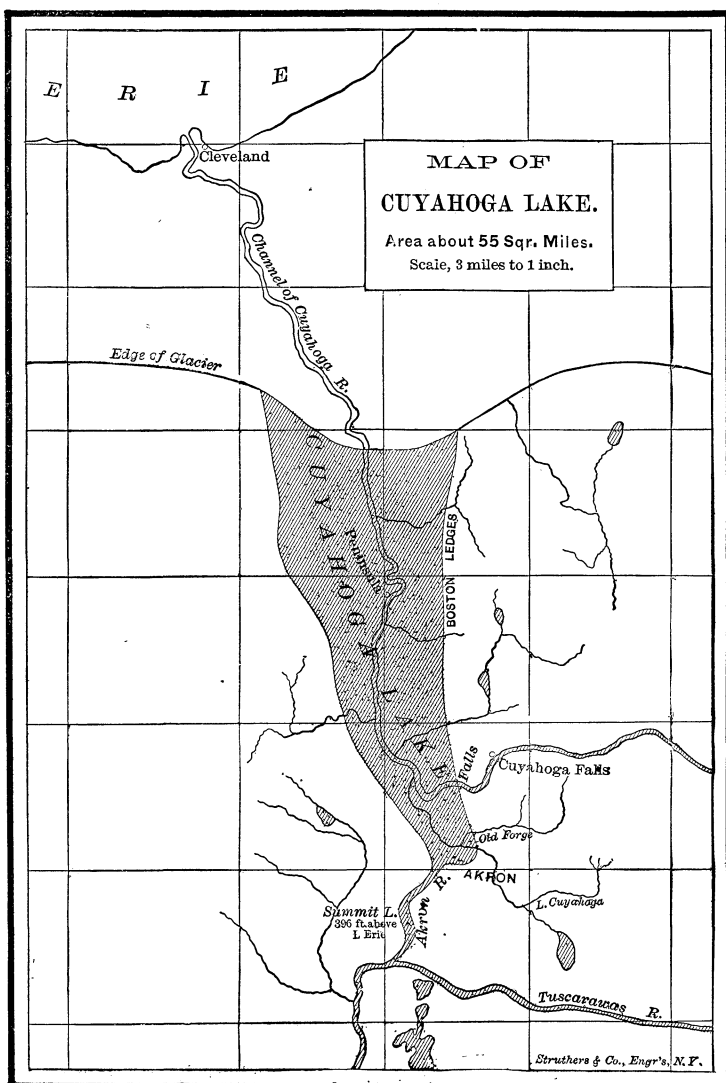 ERIE
Cleveland
MAP OF
CUYAHOGA LAKE.
Area about 55 Sqr. Miles.
Scale, 3 miles to 1 inch.
Channel of Cuyahoga R.
Edge of Glacier
CUYAHOGA LAKE
Peninsula
BOSTON LEDGES
Falls
Cuyahoga Falls
Old Forge
AKRON
Akron R.
L. Cuyahoga
Summit L.
396 ft. above
L Erie
Tuscarawas R.
Struthers & Co., Engr's, N.Y.